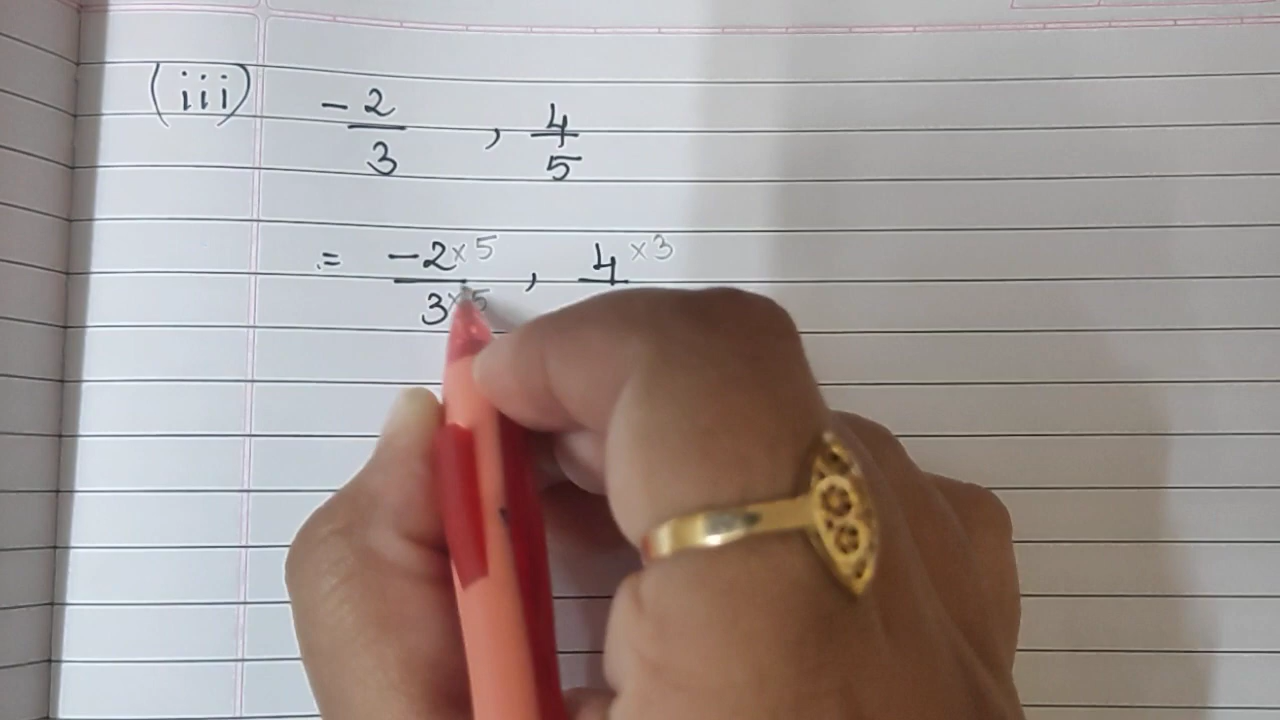 (iii) -2/3 , 4/5
= -2×5/3×5 , 4×3